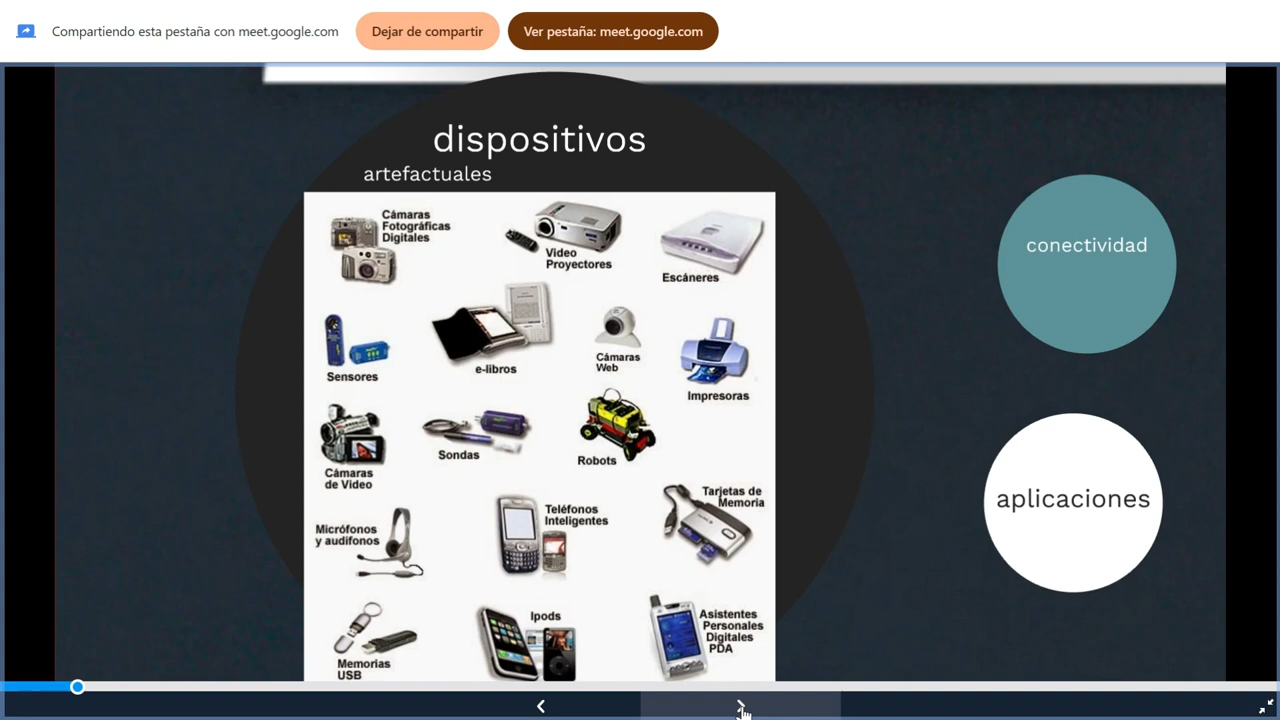 Compartiendo esta pestaña con meet.google.com
Dejar de compartir
Ver pestaña: meet.google.com
dispositivos
artefactuales
Cámaras
Fotográficas
Digitales
Video
Proyectores
Escáneres
Sensores
e-libros
Cámaras
Web
Impresoras
Cámaras
de Video
Sondas
Robots
Micrófonos
y audífonos
Teléfonos
Inteligentes
Tarjetas de
Memoria
Memorias
USB
Ipods
Asistentes
Personales
Digitales
PDA
conectividad
aplicaciones